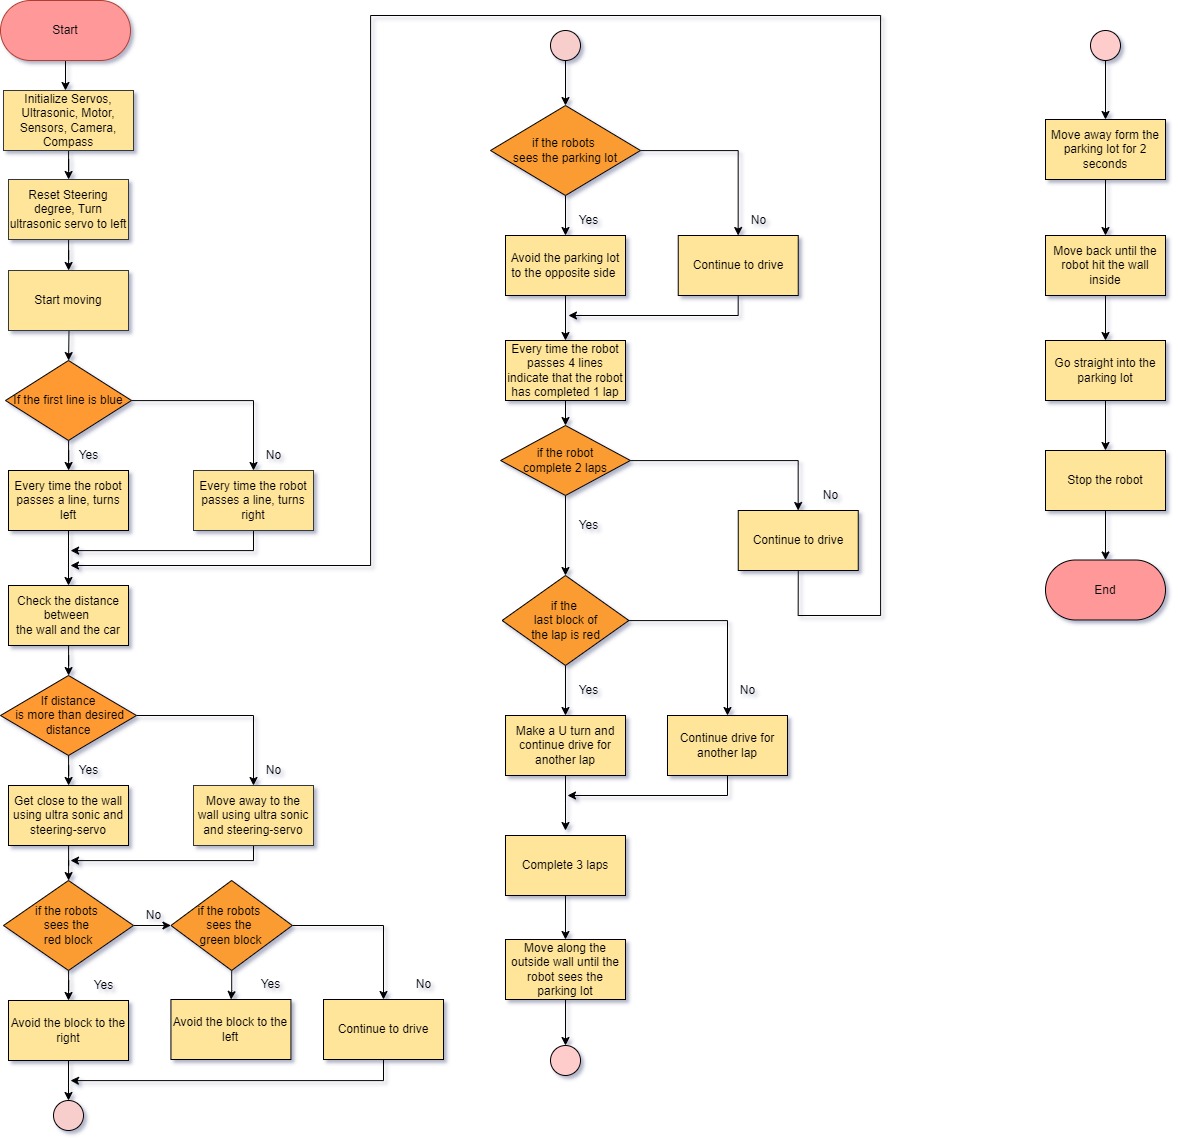 Start
Initialize Servos,
Ultrasonic, Motor,
Sensors, Camera,
Compass
Reset Steering
degree, Turn
ultrasonic servo to left
Start moving
If the first line is blue
Yes
No
Every time the robot
passes a line, turns
left
Every time the robot
passes a line, turns
right
Check the distance
between
the wall and the car
If distance
is more than desired
distance
Yes
No
Get close to the wall
using ultra sonic and
steering-servo
Move away to the
wall using ultra sonic
and steering-servo
if the robots
sees the
red block
No
if the robots
sees the
green block
Yes
Yes
No
Avoid the block to the
right
Avoid the block to the
left
Continue to drive
if the robots
sees the parking lot
Yes
No
Avoid the parking lot
to the opposite side
Continue to drive
Every time the robot
passes 4 lines
indicate that the robot
has completed 1 lap
if the robot
complete 2 laps
No
Yes
Continue to drive
if the
last block of
the lap is red
Yes
No
Make a U turn and
continue drive for
another lap
Continue drive for
another lap
Complete 3 laps
Move along the
outside wall until the
robot sees the
parking lot
Move away form the
parking lot for 2
seconds
Move back until the
robot hit the wall
inside
Go straight into the
parking lot
Stop the robot
End